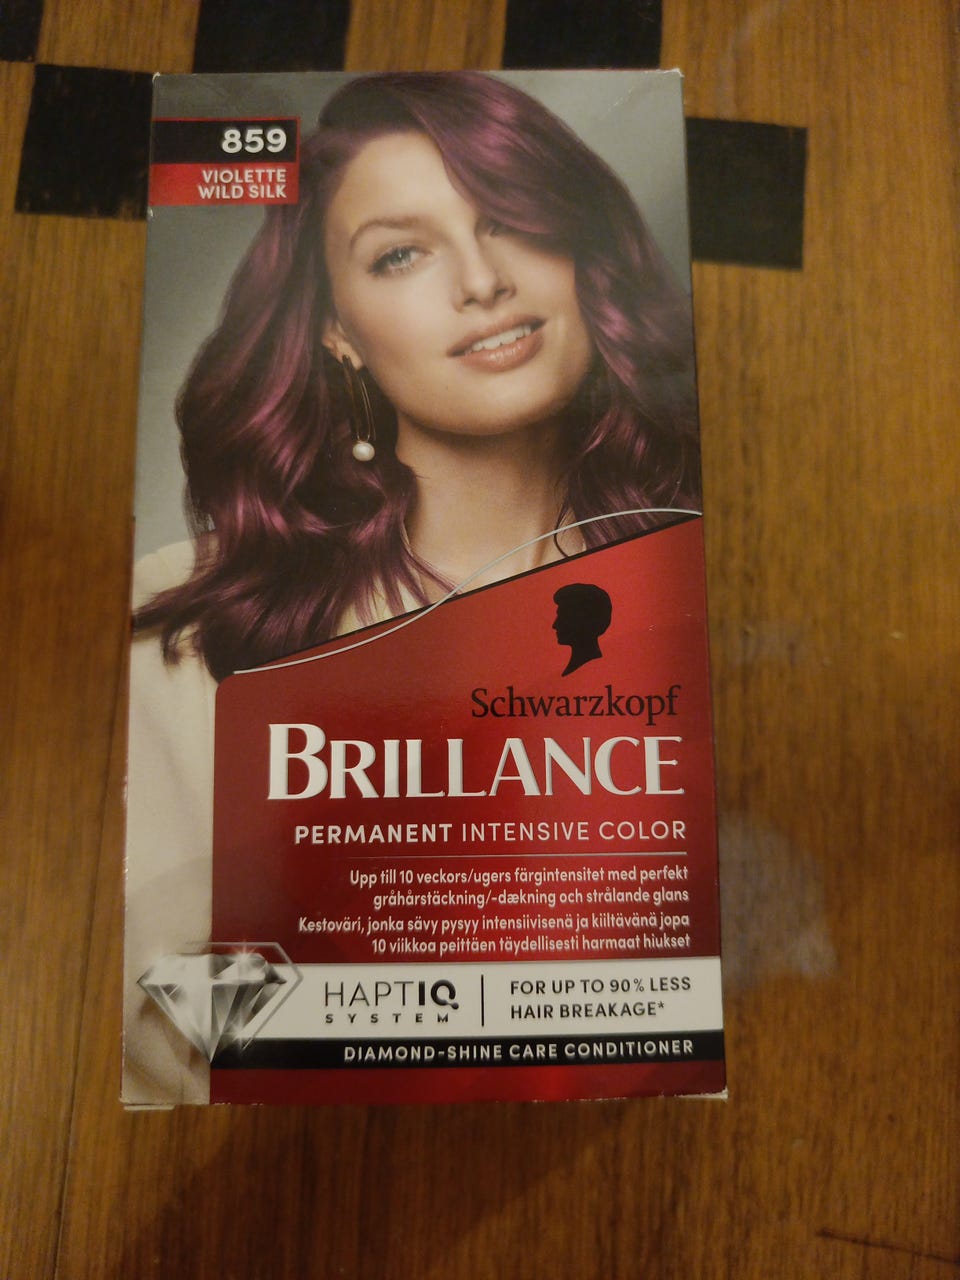 859
VIOLETTE
WILD SILK
Schwarzkopf
BRILLANCE
PERMANENT INTENSIVE COLOR
Upp till 10 veckors/ugers färgintensitet med perfekt
gråhårstäckning/-dækning och strålande glans
Kestoväri, jonka sävy pysyy intensiivisenä ja kiiltävänä jopa
10 viikkoa peittäen täydellisesti harmaat hiukset
HAPTIQ
SYSTEM
FOR UP TO 90% LESS
HAIR BREAKAGE*
DIAMOND-SHINE CARE CONDITIONER